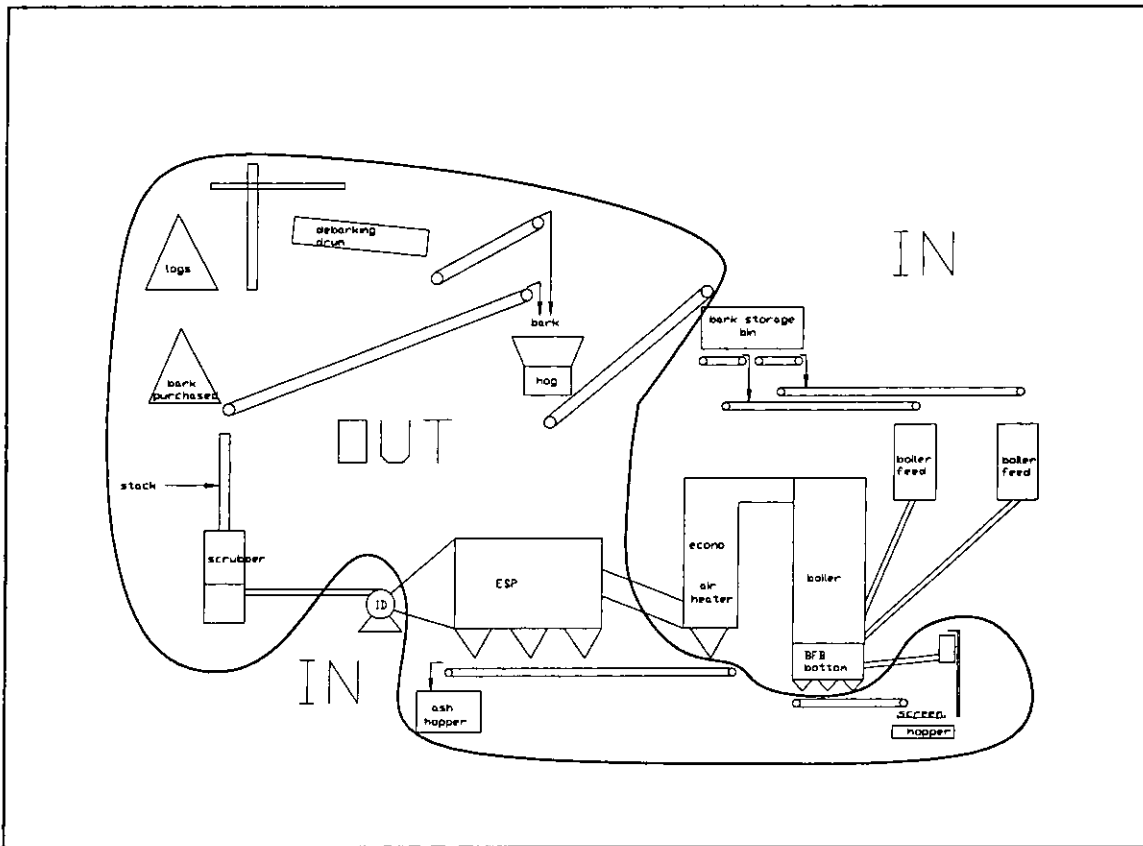 debarking
drum
IN
logs
bark storage
bin
bark
bark
purchased
hog
OUT
boiler
feed
boiler
feed
stack
scrubber
econo
ESP
air
heater
boiler
ID
BFB
bottom
IN
ash
hopper
screen
hopper